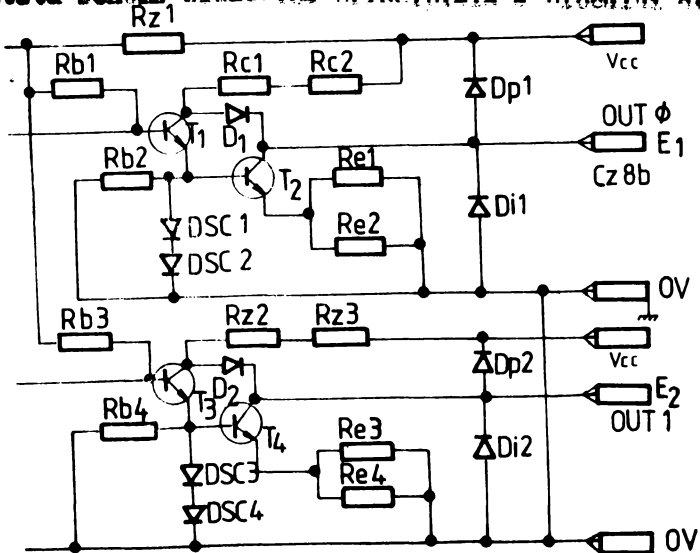 Rz1
Rb1
Rc1
Rc2
Vcc
Dp1
T1
D1
OUT ϕ
E1
Cz 8b
Rb2
T2
Re1
Re2
Di1
DSC 1
DSC 2
0V
Rb3
Rz2
Rz3
Vcc
Dp2
D2
T3
E2
OUT 1
Rb4
T4
Re3
Di2
DSC3
Re4
DSC4
0V